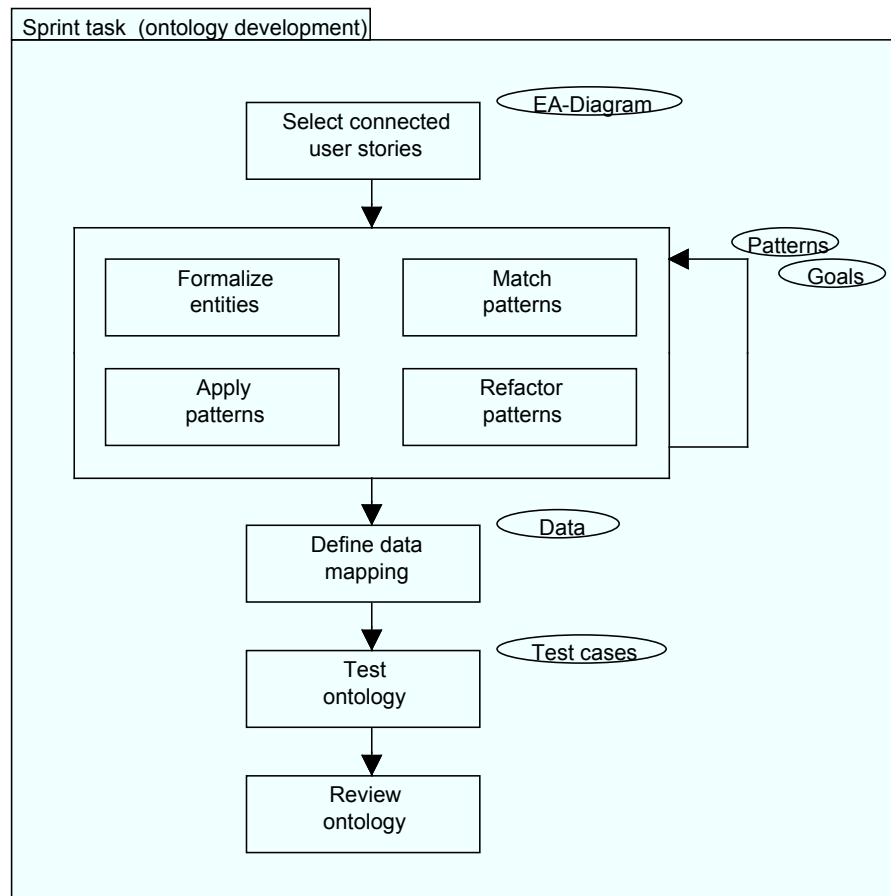 Sprint task (ontology development)
EA-Diagram
Select connected
user stories
Patterns
Goals
Formalize
entities
Match
patterns
Apply
patterns
Refactor
patterns
Data
Define data
mapping
Test cases
Test
ontology
Review
ontology